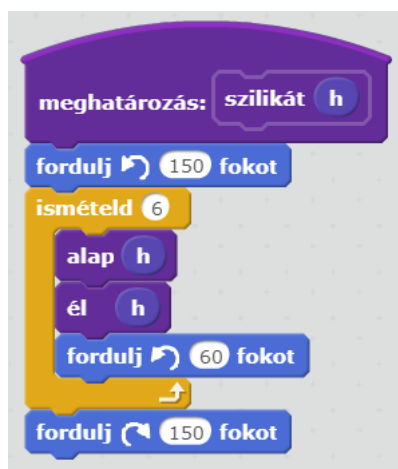 meghatározás: szilikát h
fordulj 150 fokot
ismételd 6
alap h
él h
fordulj 60 fokot
fordulj 150 fokot